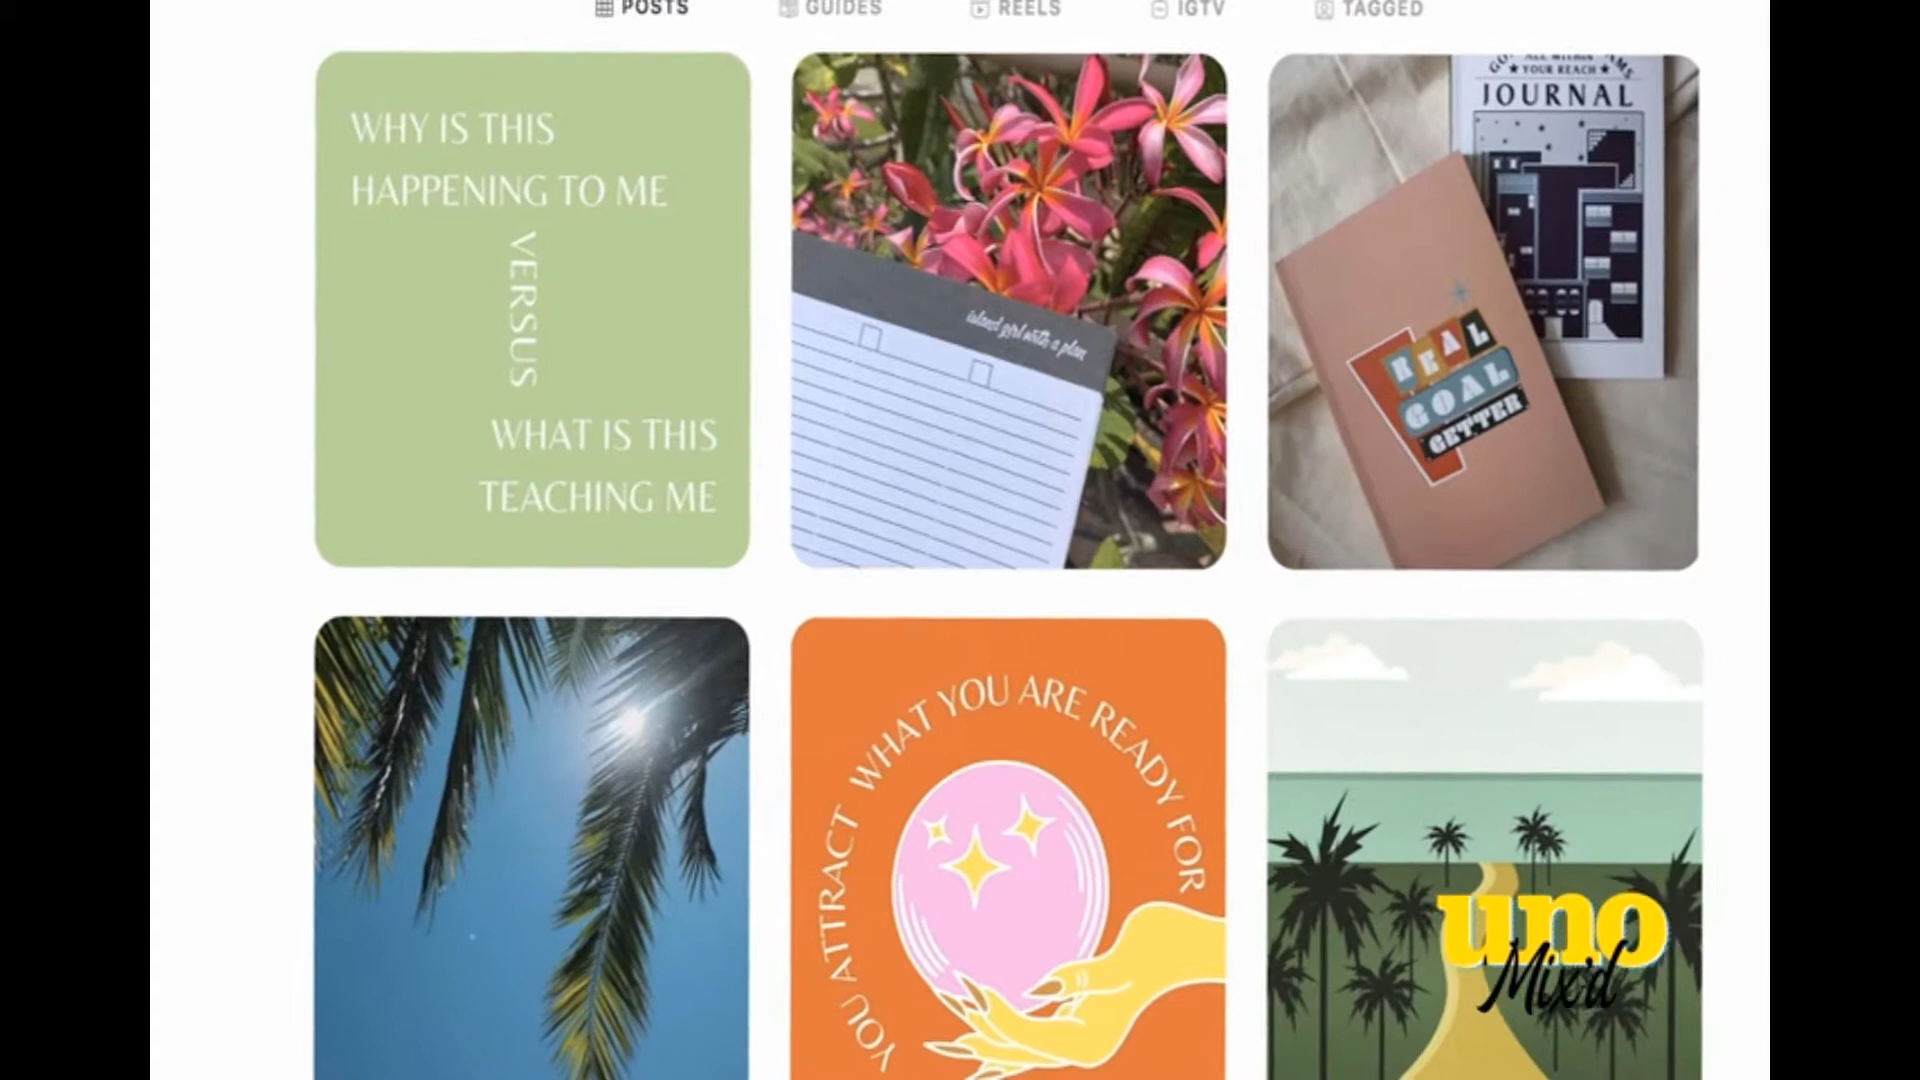 POSTS GUIDES REELS IGTV TAGGED
WHY IS THIS
HAPPENING TO ME
VERSUS
WHAT IS THIS
TEACHING ME
island girl with a plan
YOUR REACH
JOURNAL
REAL
GOAL
GETTER
YOU ATTRACT WHAT YOU ARE READY FOR
uno
Mix'd